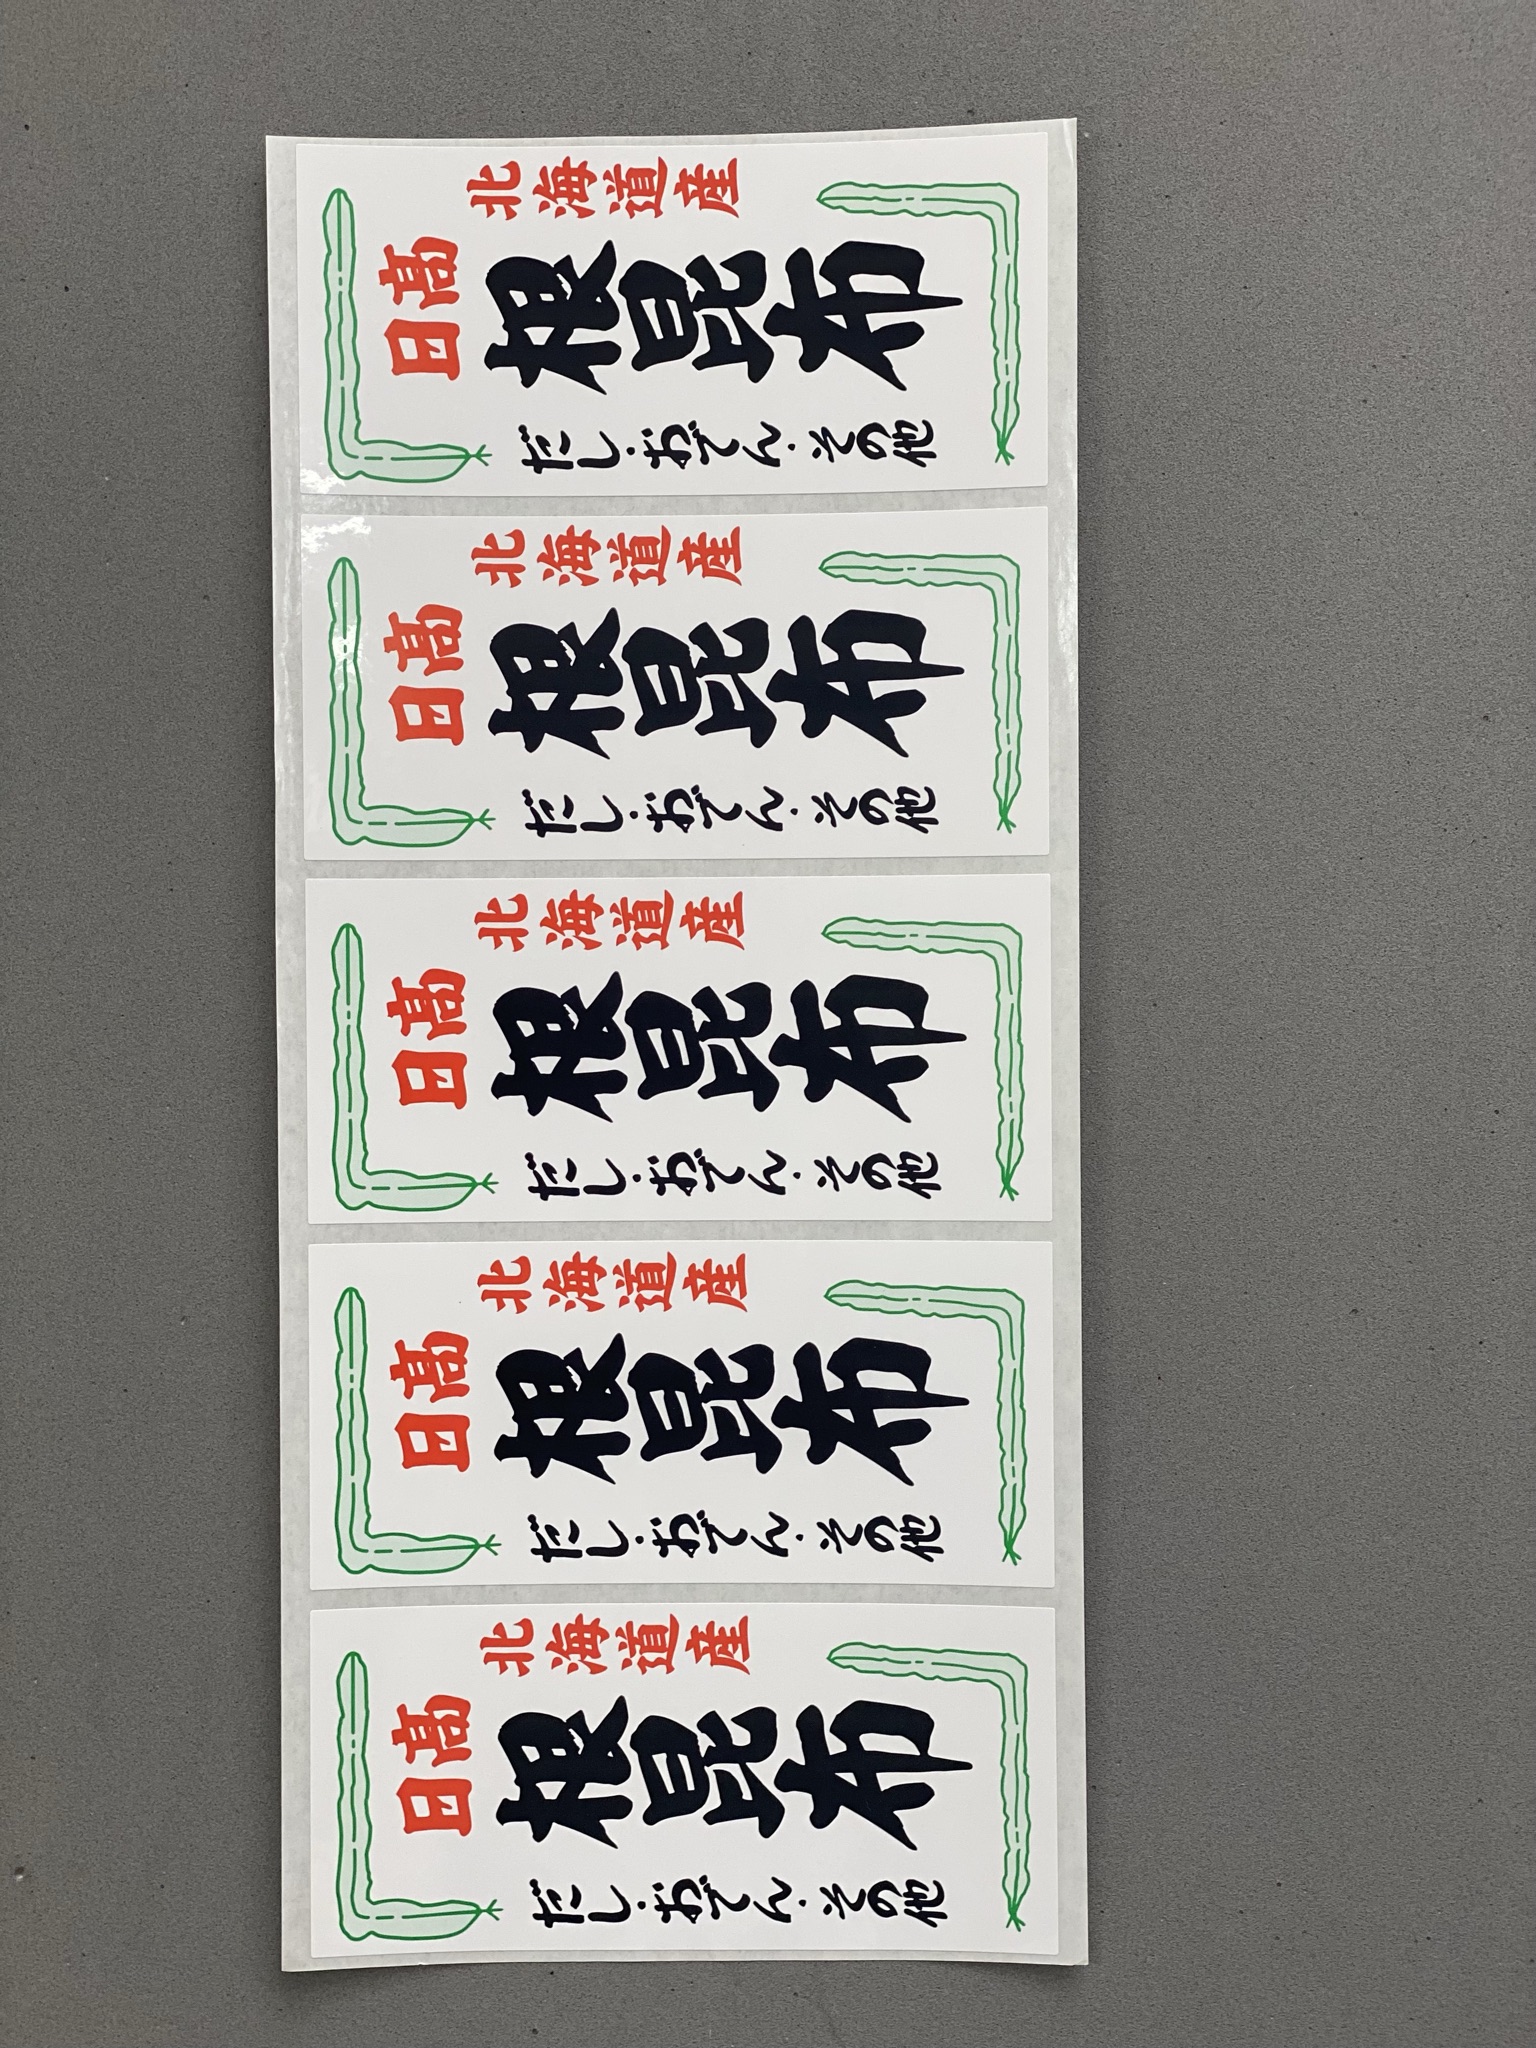 北海道産
日高
根昆布
だし・おでん・その他
北海道産
日高
根昆布
だし・おでん・その他
北海道産
日高
根昆布
だし・おでん・その他
北海道産
日高
根昆布
だし・おでん・その他
北海道産
日高
根昆布
だし・おでん・その他